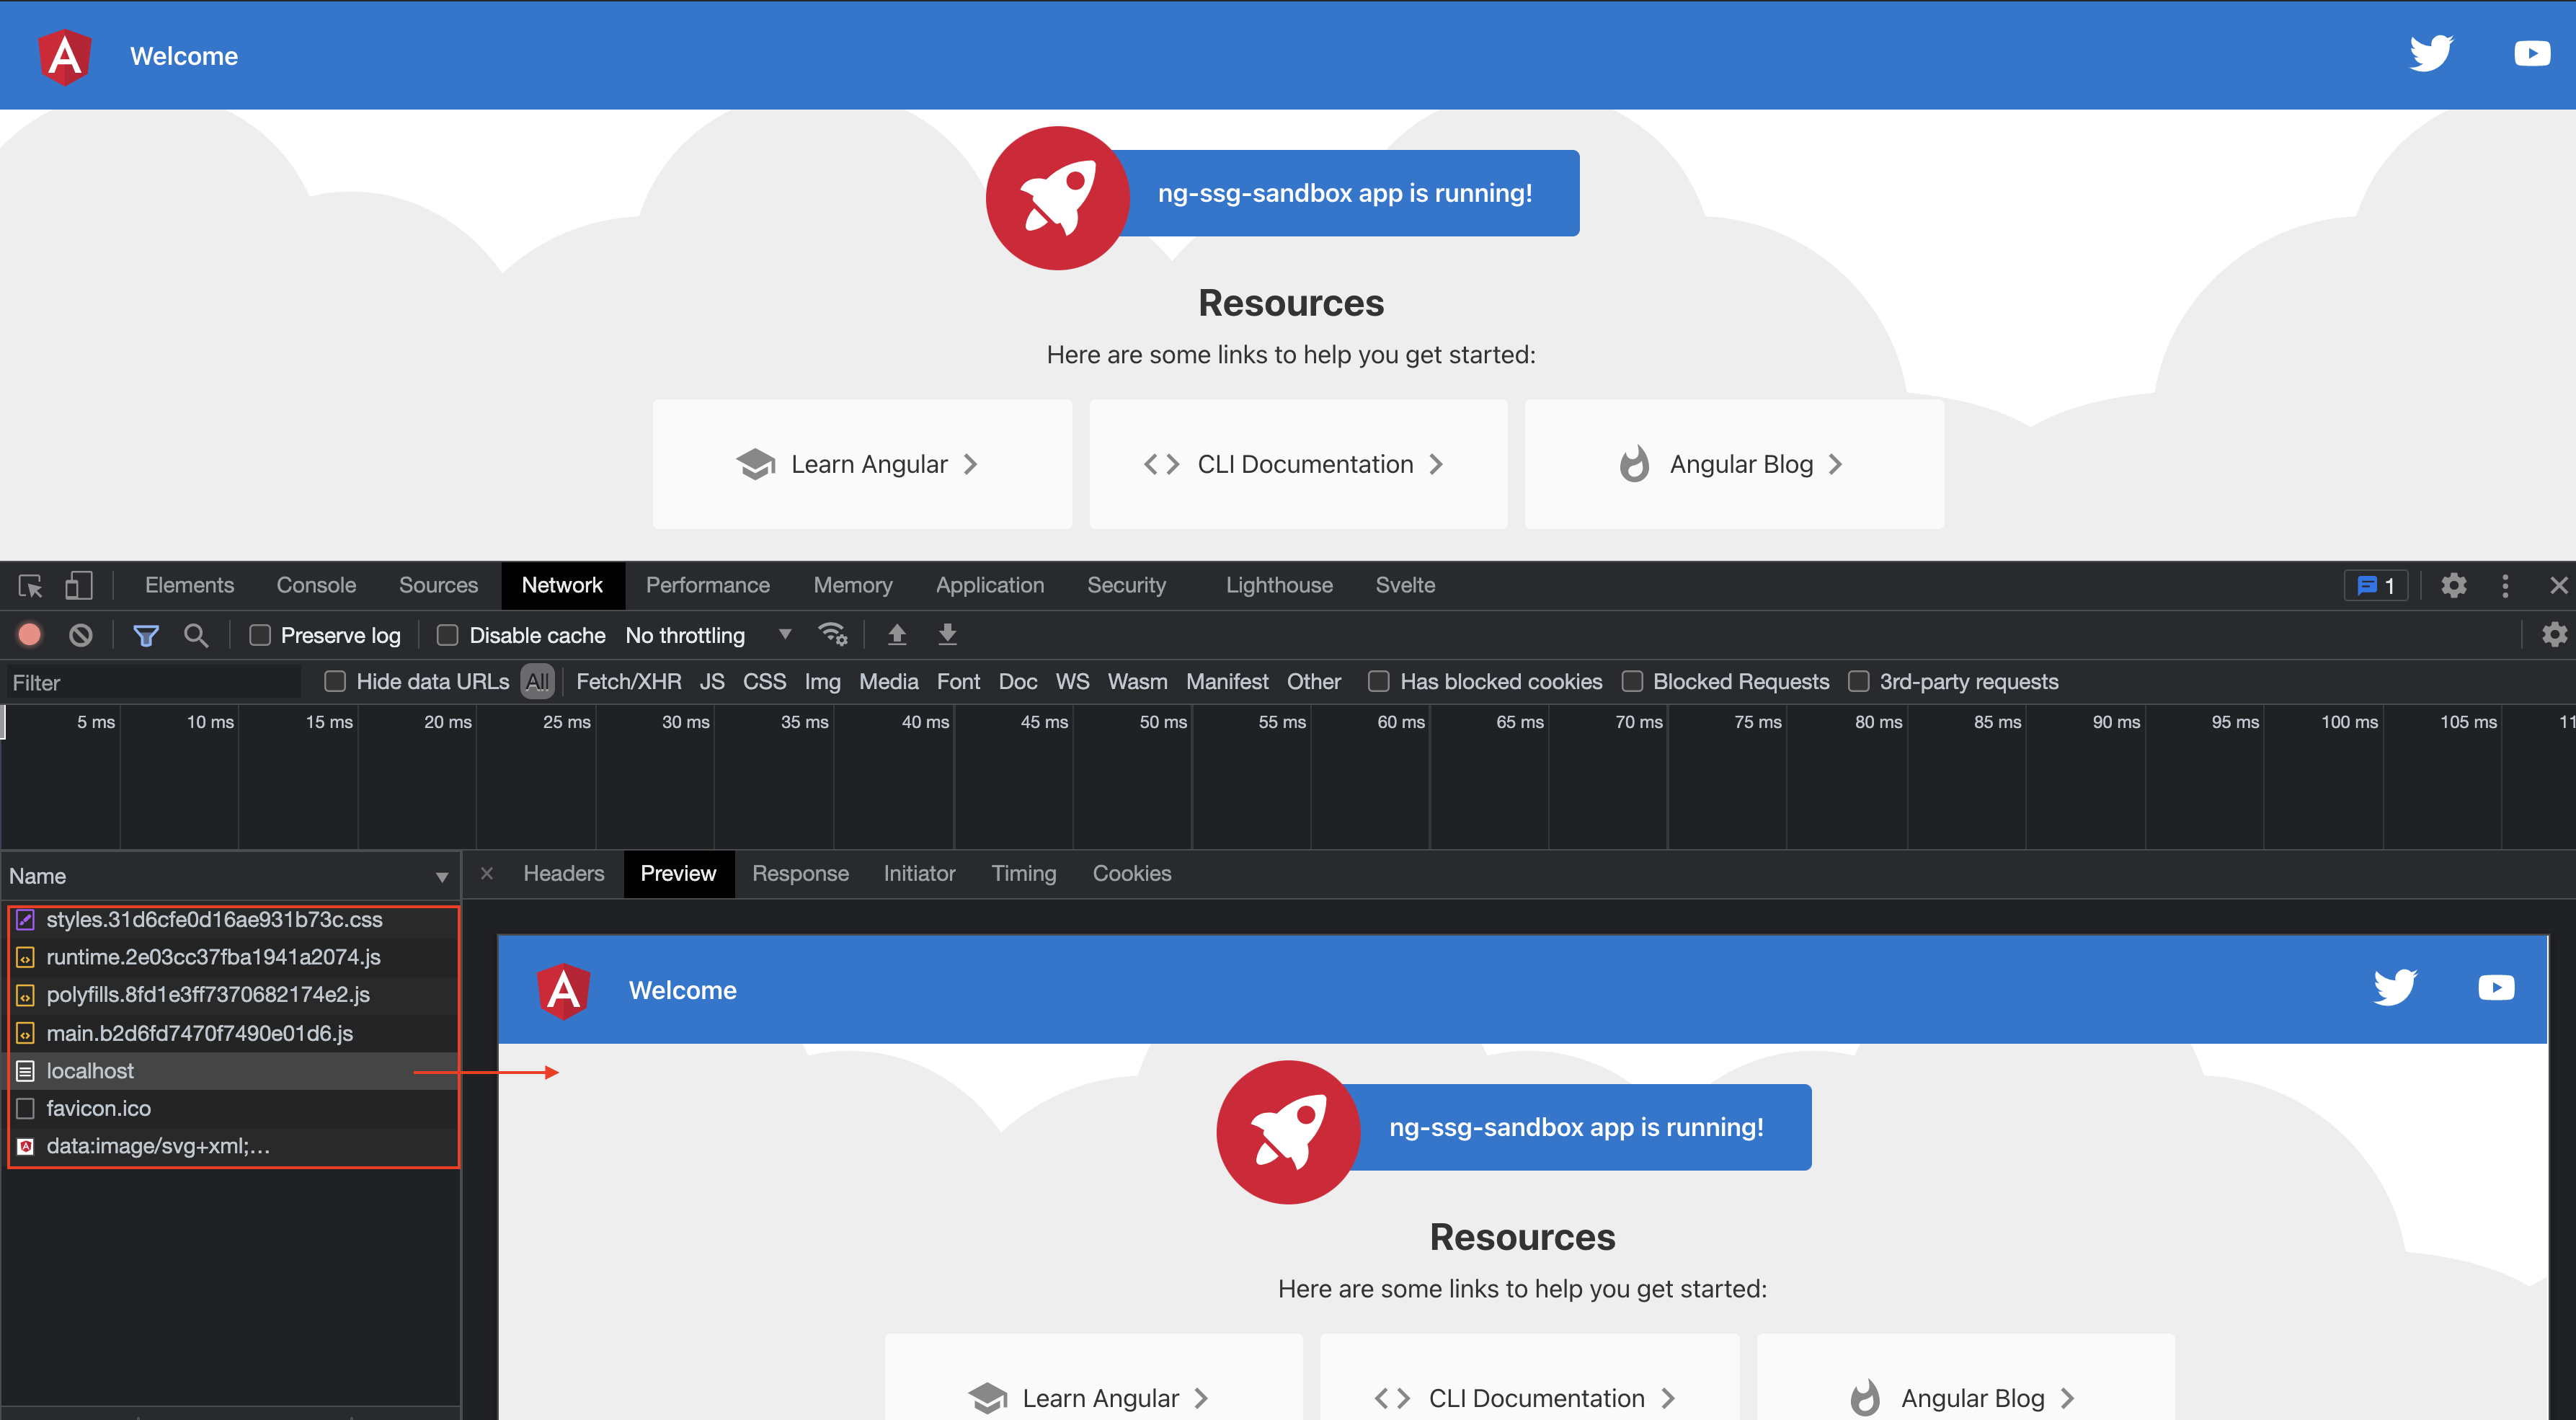 Welcome
ng-ssg-sandbox app is running!
Resources
Here are some links to help you get started:
Learn Angular CLI Documentation Angular Blog
Elements Console Sources Network Performance Memory Application Security Lighthouse Svelte 1
Preserve log Disable cache No throttling
Filter Hide data URLs All Fetch/XHR JS CSS Img Media Font Doc WS Wasm Manifest Other Has blocked cookies Blocked Requests 3rd-party requests
5 ms 10 ms 15 ms 20 ms 25 ms 30 ms 35 ms 40 ms 45 ms 50 ms 55 ms 60 ms 65 ms 70 ms 75 ms 80 ms 85 ms 90 ms 95 ms 100 ms 105 ms 11
Name
Headers Preview Response Initiator Timing Cookies
styles.31d6cfe0d16ae931b73c.css
runtime.2e03cc37fba1941a2074.js
polyfills.8fd1e3ff7370682174e2.js
main.b2d6fd7470f7490e01d6.js
localhost
favicon.ico
data:image/svg+xml;...
Welcome
ng-ssg-sandbox app is running!
Resources
Here are some links to help you get started:
Learn Angular CLI Documentation Angular Blog